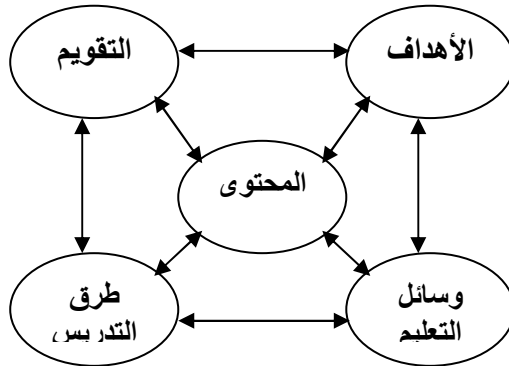 الأهداف
التقويم
المحتوى
وسائل
التعليم
طرق
التدريس